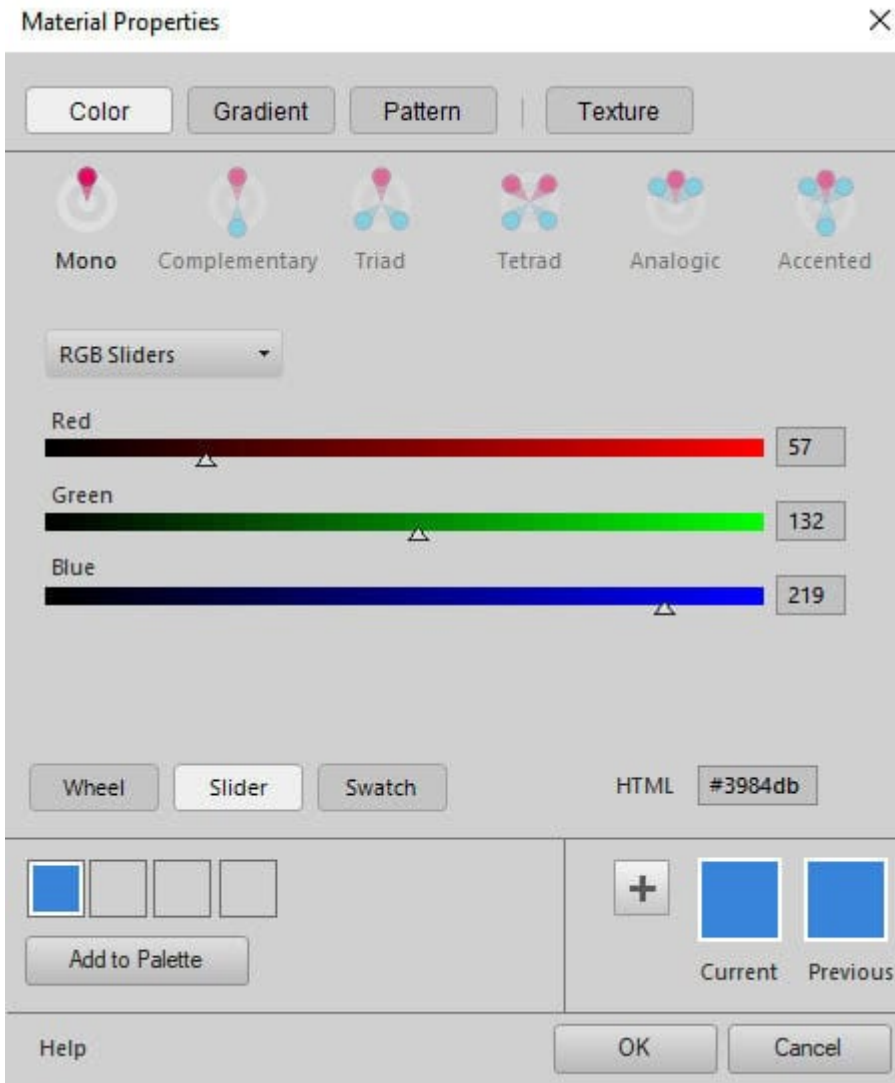 Material Properties
Color Gradient Pattern Texture
Mono Complementary Triad Tetrad Analogic Accented
RGB Sliders
Red
57
Green
132
Blue
219
Wheel Slider Swatch HTML #3984db
Add to Palette
Current Previous
Help OK Cancel